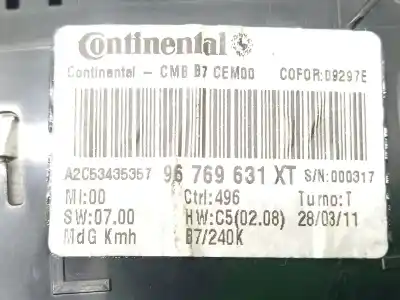 Continental
Continental - CMB B7 CEM00 COFOR:09297E
A2C53435357 96 769 631 XT S/N:000317
MI:00 Ctrl:496 Turno:T
SW:07.00 HW:C5(02.08) 28/03/11
MdG Kmh B7/240K